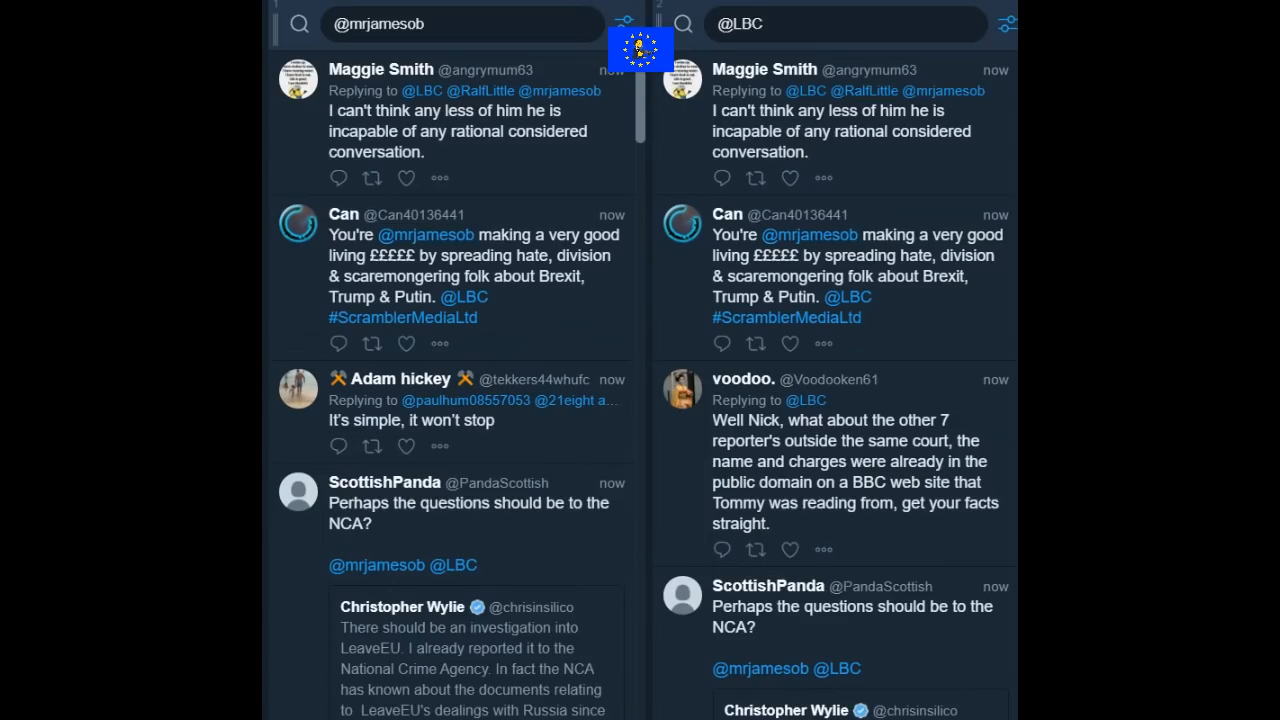 1
@mrjamesob
Maggie Smith @angrymum63 now
Replying to @LBC @RalfLittle @mrjamesob
I can't think any less of him he is
incapable of any rational considered
conversation.
Can @Can40136441 now
You're @mrjamesob making a very good
living £££££ by spreading hate, division
& scaremongering folk about Brexit,
Trump & Putin. @LBC
#ScramblerMediaLtd
Adam hickey @tekkers44whufc now
Replying to @paulhum08557053 @21eight a...
It's simple, it won't stop
ScottishPanda @PandaScottish now
Perhaps the questions should be to the
NCA?
@mrjamesob @LBC
Christopher Wylie @chrisinsilico
There should be an investigation into
LeaveEU. I already reported it to the
National Crime Agency. In fact the NCA
has known about the documents relating
to LeaveEU's dealings with Russia since
2
@LBC
Maggie Smith @angrymum63 now
Replying to @LBC @RalfLittle @mrjamesob
I can't think any less of him he is
incapable of any rational considered
conversation.
Can @Can40136441 now
You're @mrjamesob making a very good
living £££££ by spreading hate, division
& scaremongering folk about Brexit,
Trump & Putin. @LBC
#ScramblerMediaLtd
voodoo. @Voodooken61 now
Replying to @LBC
Well Nick, what about the other 7
reporter's outside the same court, the
name and charges were already in the
public domain on a BBC web site that
Tommy was reading from, get your facts
straight.
ScottishPanda @PandaScottish now
Perhaps the questions should be to the
NCA?
@mrjamesob @LBC
Christopher Wylie @chrisinsilico